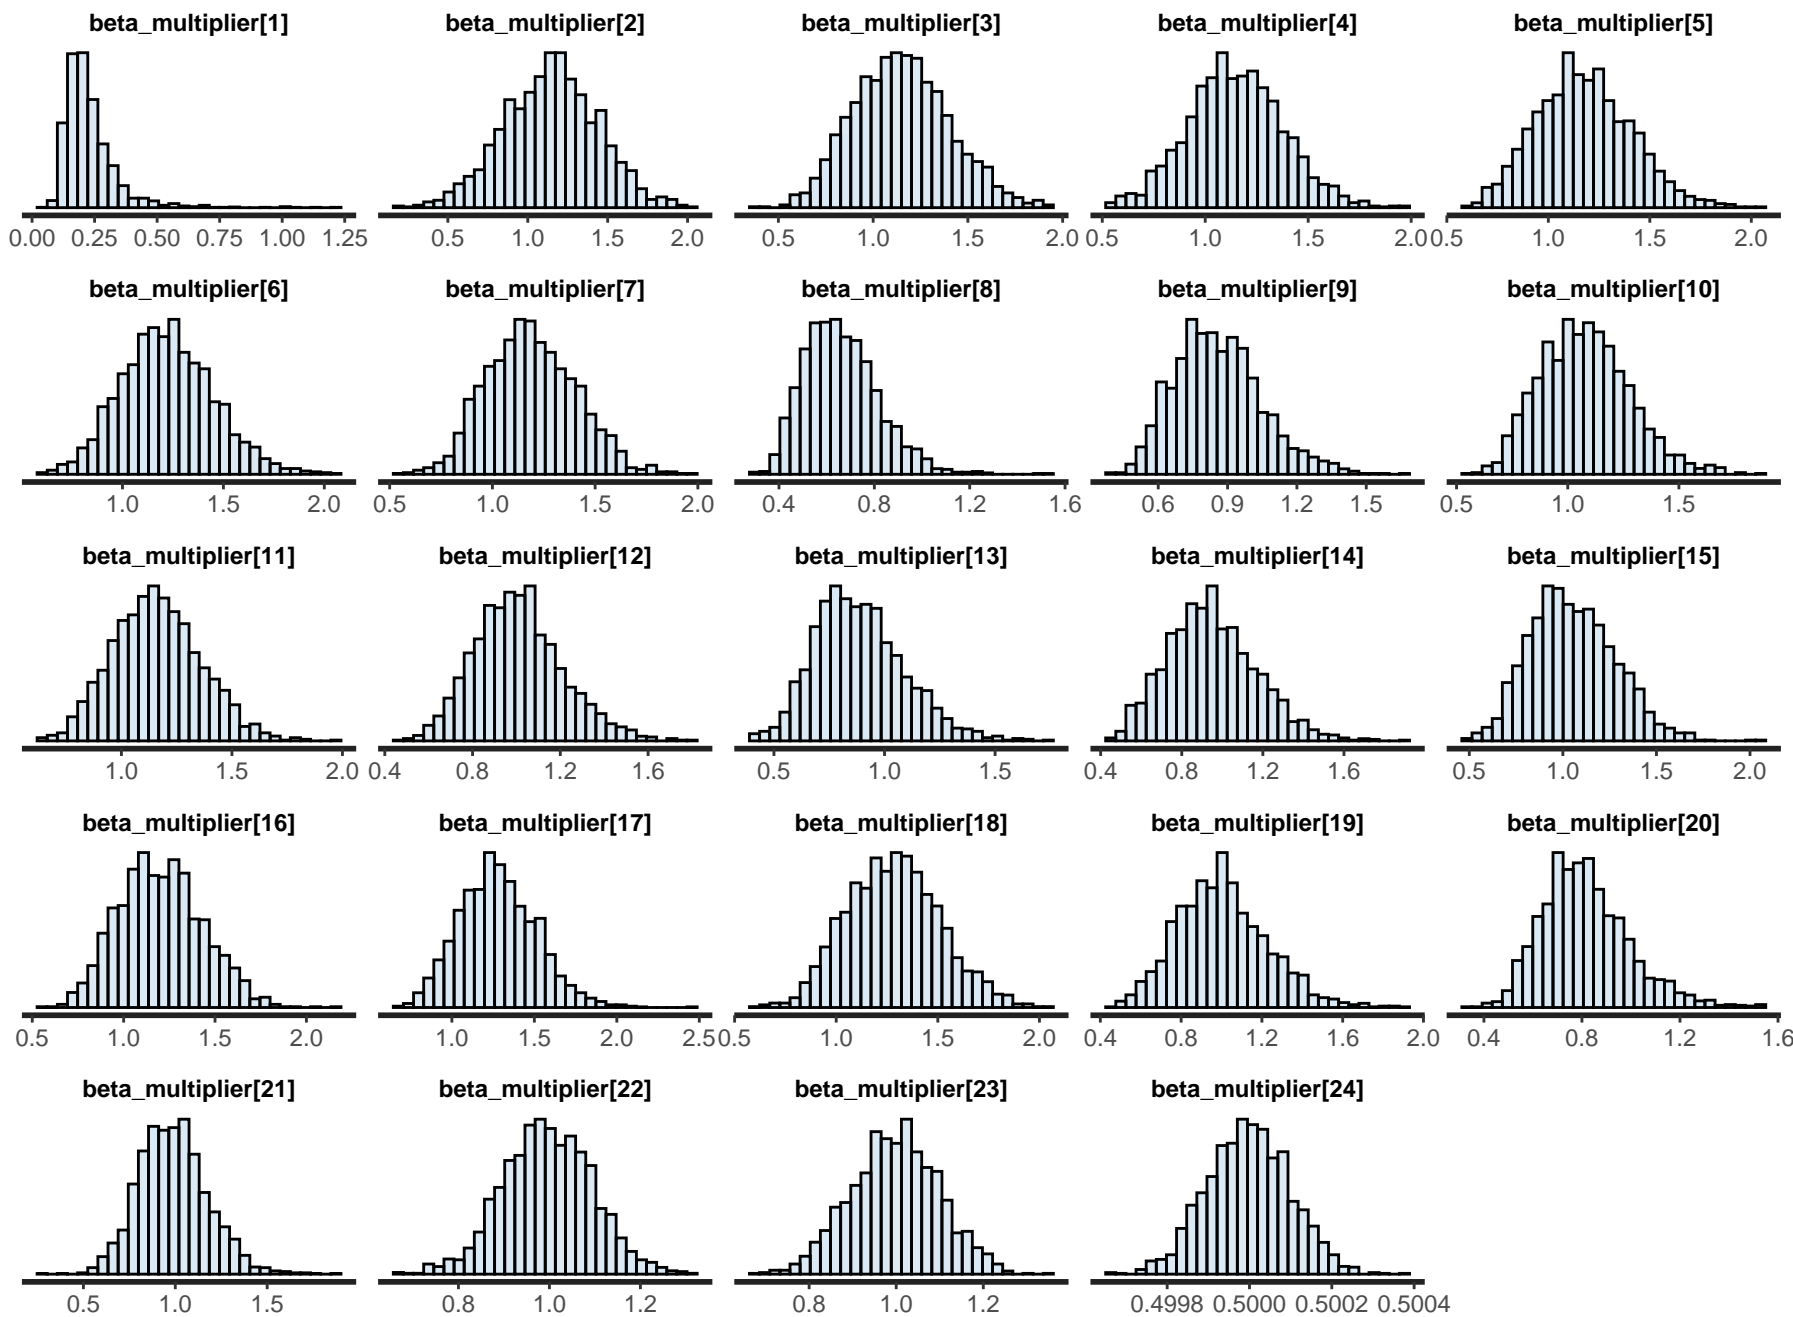 beta_multiplier[1] beta_multiplier[2] beta_multiplier[3] beta_multiplier[4] beta_multiplier[5]
0.00 0.25 0.50 0.75 1.00 1.25 0.5 1.0 1.5 2.0 0.5 1.0 1.5 2.0 0.5 1.0 1.5 2.0 0.5 1.0 1.5 2.0
beta_multiplier[6] beta_multiplier[7] beta_multiplier[8] beta_multiplier[9] beta_multiplier[10]
1.0 1.5 2.0 0.5 1.0 1.5 2.0 0.4 0.8 1.2 1.6 0.6 0.9 1.2 1.5 0.5 1.0 1.5
beta_multiplier[11] beta_multiplier[12] beta_multiplier[13] beta_multiplier[14] beta_multiplier[15]
1.0 1.5 2.0 0.4 0.8 1.2 1.6 0.5 1.0 1.5 0.4 0.8 1.2 1.6 0.5 1.0 1.5 2.0
beta_multiplier[16] beta_multiplier[17] beta_multiplier[18] beta_multiplier[19] beta_multiplier[20]
0.5 1.0 1.5 2.0 1.0 1.5 2.0 2.5 0.5 1.0 1.5 2.0 0.4 0.8 1.2 1.6 2.0 0.4 0.8 1.2 1.6
beta_multiplier[21] beta_multiplier[22] beta_multiplier[23] beta_multiplier[24]
0.5 1.0 1.5 0.8 1.0 1.2 0.8 1.0 1.2 0.4998 0.5000 0.5002 0.5004